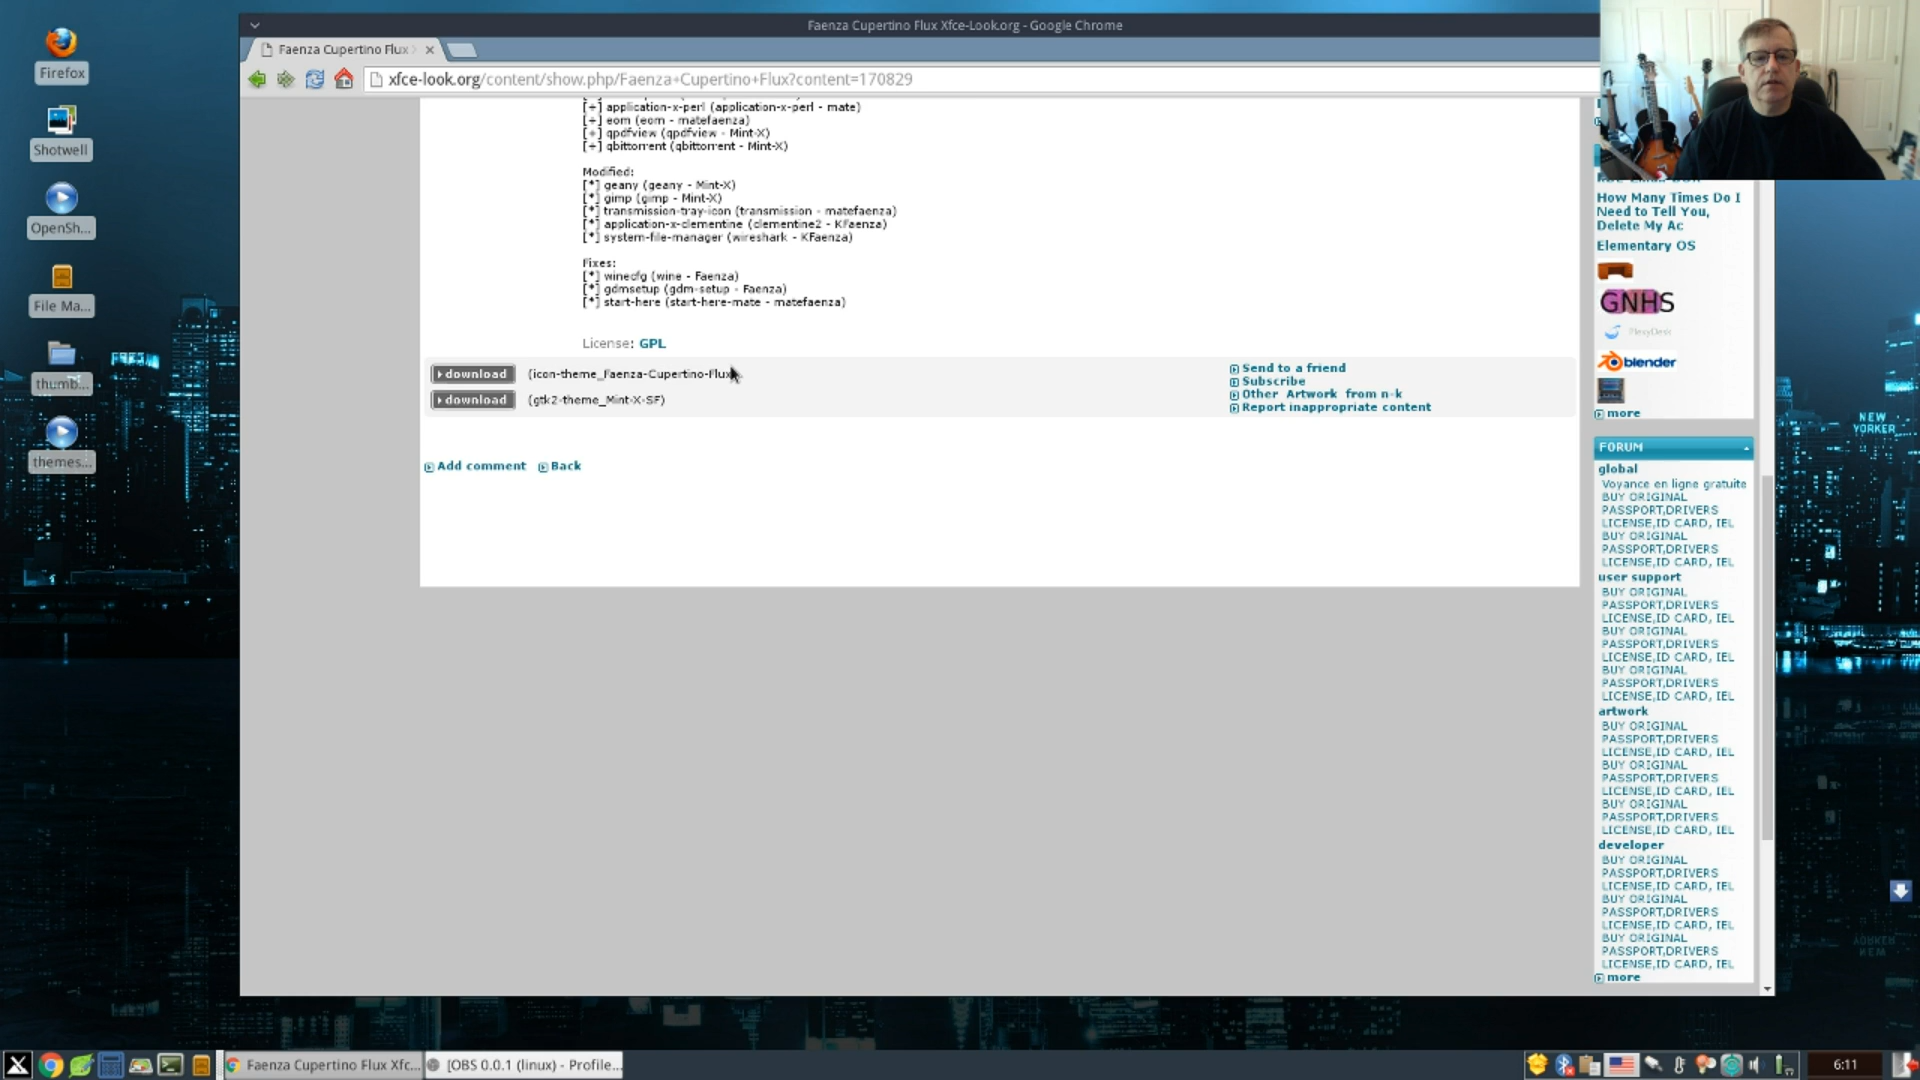 Faenza Cupertino Flux Xfce-Look.org - Google Chrome
Faenza Cupertino Flux
xfce-look.org/content/show.php/Faenza+Cupertino+Flux?content=170829
Firefox
Shotwell
OpenSh...
File Ma...
thumb...
themes...
[+] application-x-perl (application-x-perl - mate)
[+] eom (eom - matefaenza)
[+] qpdfview (qpdfview - Mint-X)
[+] qbittorrent (qbittorrent - Mint-X)
Modified:
[*] geany (geany - Mint-X)
[*] gimp (gimp - Mint-X)
[*] transmission-tray-icon (transmission - matefaenza)
[*] application-x-clementine (clementine2 - KFaenza)
[*] system-file-manager (wireshark - KFaenza)
Fixes:
[*] winecfg (wine - Faenza)
[*] gdmsetup (gdm-setup - Faenza)
[*] start-here (start-here-mate - matefaenza)
License: GPL
download (icon-theme_Faenza-Cupertino-Flux)
download (gtk2-theme_Mint-X-SF)
Send to a friend
Subscribe
Other Artwork from n-k
Report inappropriate content
Add comment Back
How Many Times Do I
Need to Tell You,
Delete My Ac
Elementary OS
GNHS
PlexyDesk
blender
more
FORUM
global
Voyance en ligne gratuite
BUY ORIGINAL
PASSPORT,DRIVERS
LICENSE,ID CARD, IEL
BUY ORIGINAL
PASSPORT,DRIVERS
LICENSE,ID CARD, IEL
user support
BUY ORIGINAL
PASSPORT,DRIVERS
LICENSE,ID CARD, IEL
BUY ORIGINAL
PASSPORT,DRIVERS
LICENSE,ID CARD, IEL
BUY ORIGINAL
PASSPORT,DRIVERS
LICENSE,ID CARD, IEL
artwork
BUY ORIGINAL
PASSPORT,DRIVERS
LICENSE,ID CARD, IEL
BUY ORIGINAL
PASSPORT,DRIVERS
LICENSE,ID CARD, IEL
BUY ORIGINAL
PASSPORT,DRIVERS
LICENSE,ID CARD, IEL
developer
BUY ORIGINAL
PASSPORT,DRIVERS
LICENSE,ID CARD, IEL
BUY ORIGINAL
PASSPORT,DRIVERS
LICENSE,ID CARD, IEL
BUY ORIGINAL
PASSPORT,DRIVERS
LICENSE,ID CARD, IEL
more
NEW
YORKER
Faenza Cupertino Flux Xfc...
[OBS 0.0.1 (linux) - Profile...
6:11